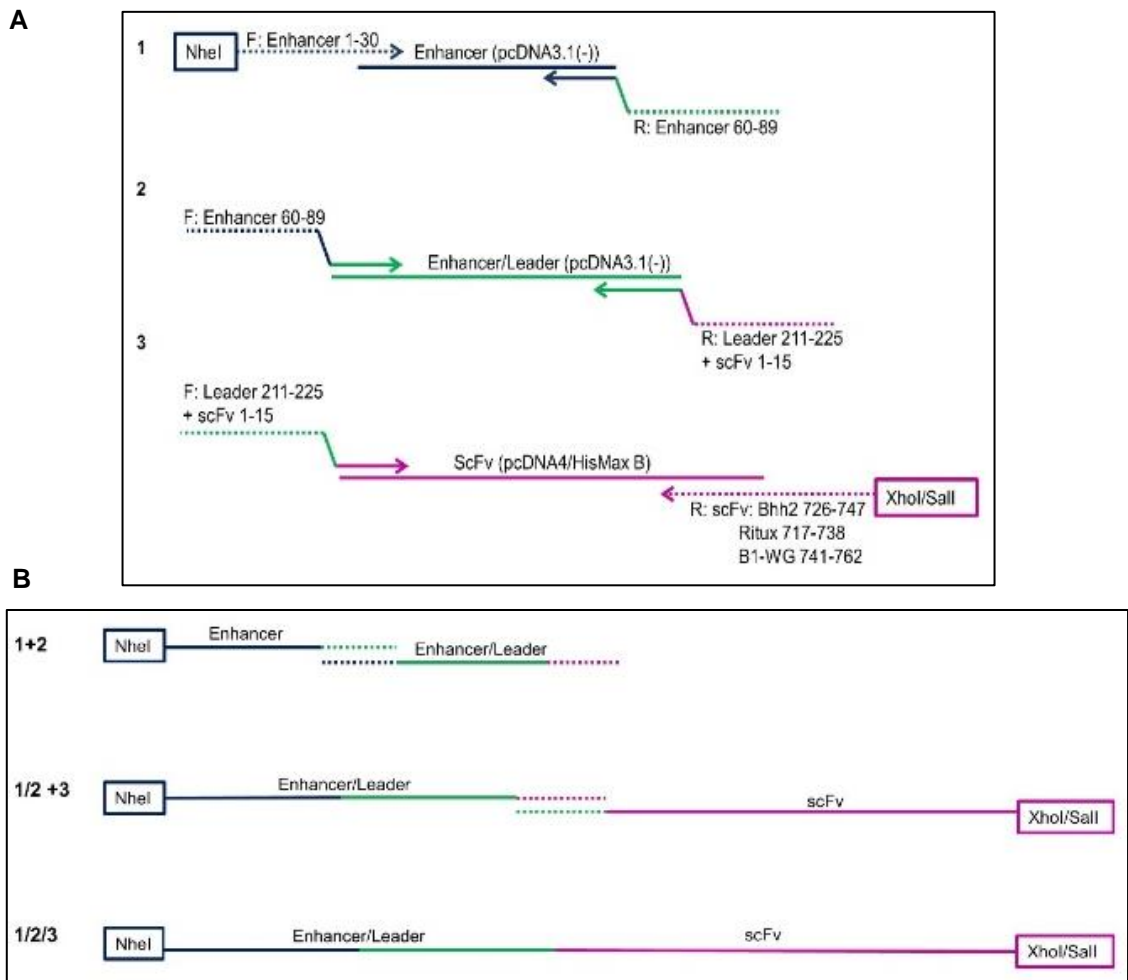 A
1
NheI
F: Enhancer 1-30
Enhancer (pcDNA3.1(-))
R: Enhancer 60-89
2
F: Enhancer 60-89
Enhancer/Leader (pcDNA3.1(-))
R: Leader 211-225
+ scFv 1-15
3
F: Leader 211-225
+ scFv 1-15
ScFv (pcDNA4/HisMax B)
XhoI/SalI
R: scFv: Bhh2 726-747
Ritux 717-738
B1-WG 741-762
B
1+2
NheI
Enhancer
Enhancer/Leader
1/2 +3
NheI
Enhancer/Leader
scFv
XhoI/SalI
1/2/3
NheI
Enhancer/Leader
scFv
XhoI/SalI